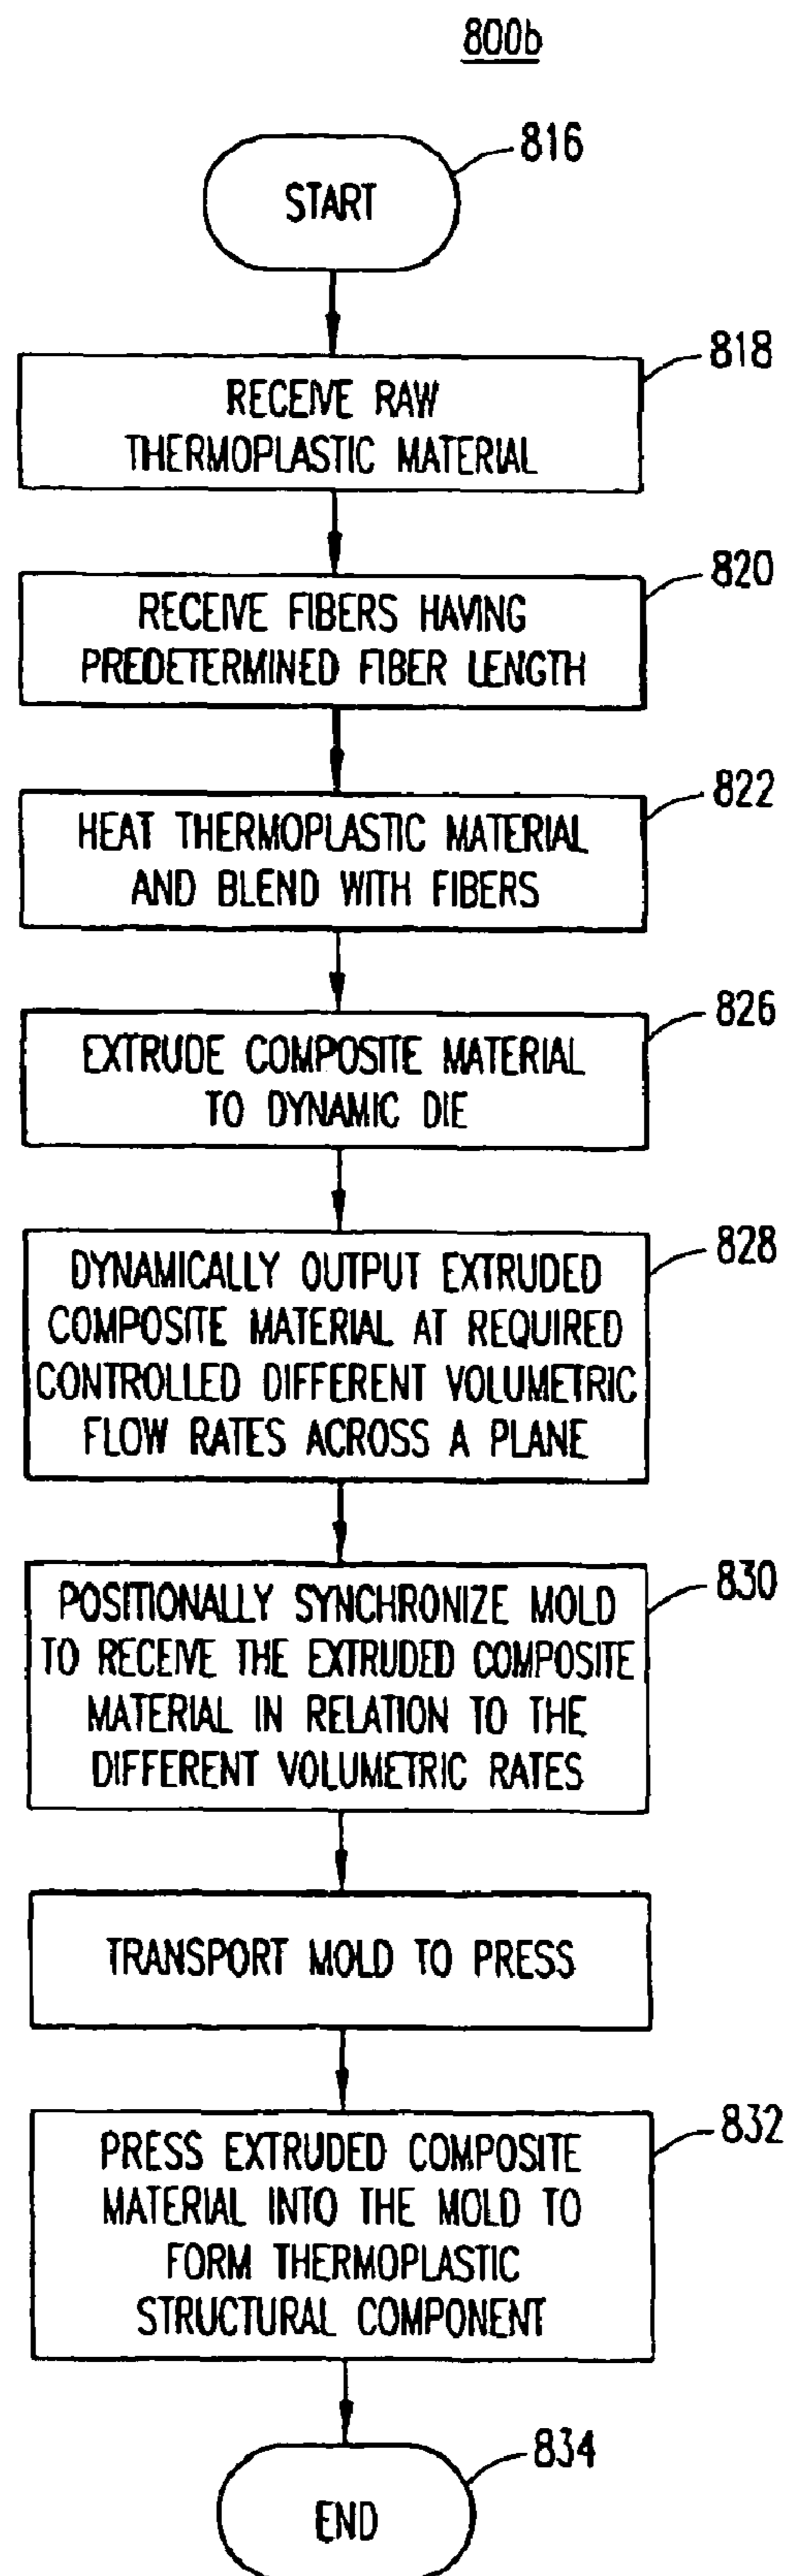 800b
START
816
RECEIVE RAW
THERMOPLASTIC MATERIAL
818
RECEIVE FIBERS HAVING
PREDETERMINED FIBER LENGTH
820
HEAT THERMOPLASTIC MATERIAL
AND BLEND WITH FIBERS
822
EXTRUDE COMPOSITE MATERIAL
TO DYNAMIC DIE
826
DYNAMICALLY OUTPUT EXTRUDED
COMPOSITE MATERIAL AT REQUIRED
CONTROLLED DIFFERENT VOLUMETRIC
FLOW RATES ACROSS A PLANE
828
POSITIONALLY SYNCHRONIZE MOLD
TO RECEIVE THE EXTRUDED COMPOSITE
MATERIAL IN RELATION TO THE
DIFFERENT VOLUMETRIC RATES
830
TRANSPORT MOLD TO PRESS
PRESS EXTRUDED COMPOSITE
MATERIAL INTO THE MOLD TO
FORM THERMOPLASTIC
STRUCTURAL COMPONENT
832
END
834